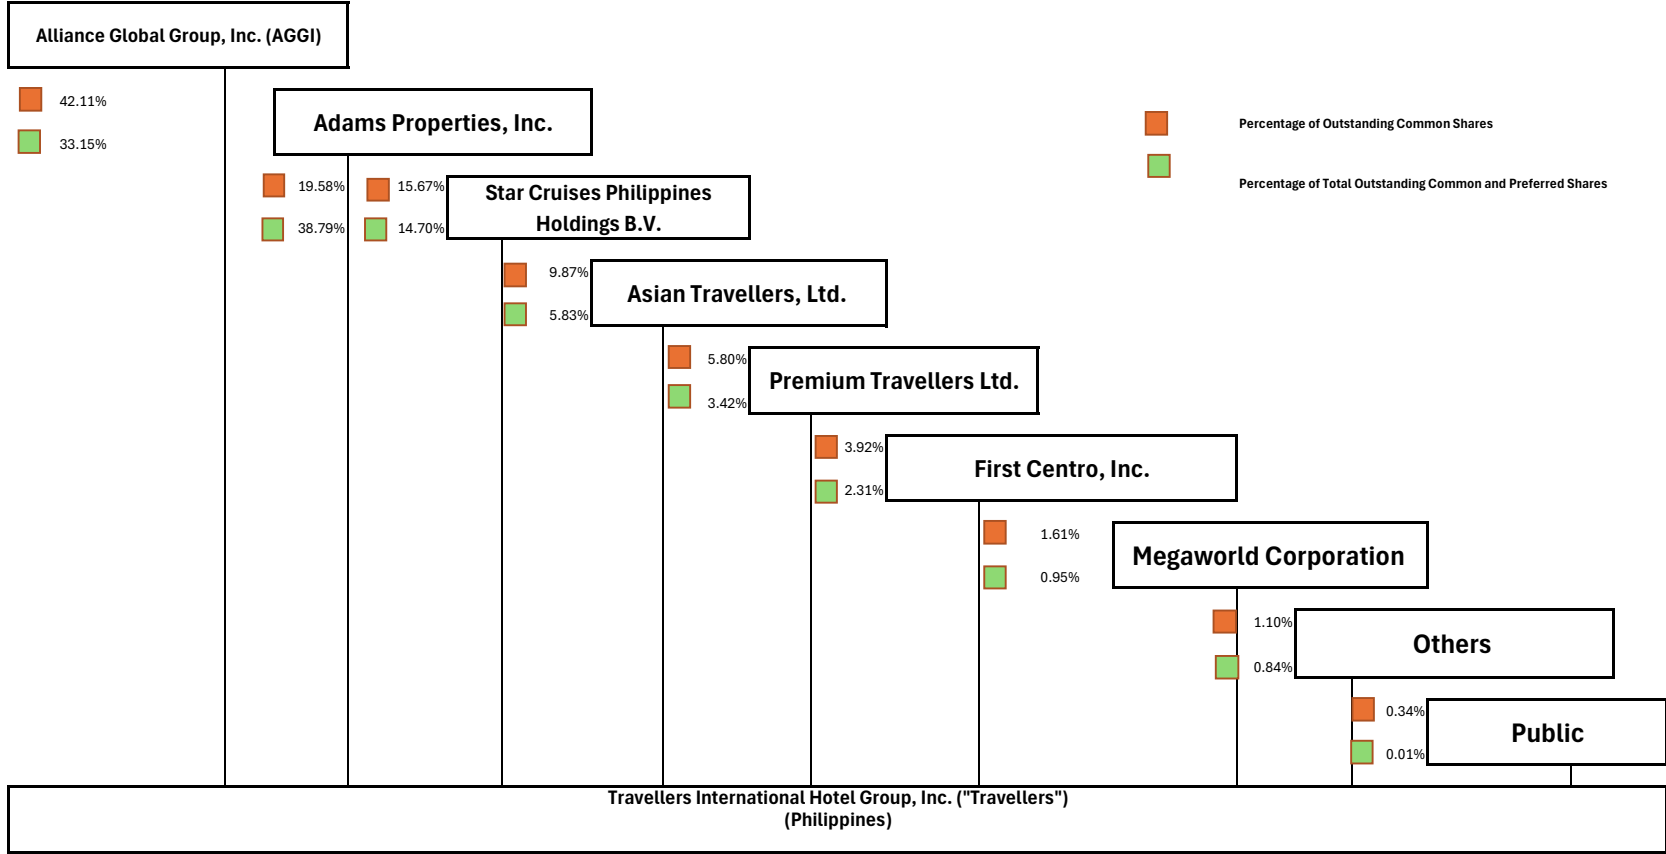 Alliance Global Group, Inc. (AGGI)
42.11%
33.15%
Adams Properties, Inc.
Percentage of Outstanding Common Shares
Percentage of Total Outstanding Common and Preferred Shares
19.58%
38.79%
15.67%
14.70%
Star Cruises Philippines
Holdings B.V.
9.87%
5.83%
Asian Travellers, Ltd.
5.80%
3.42%
Premium Travellers Ltd.
3.92%
2.31%
First Centro, Inc.
1.61%
0.95%
Megaworld Corporation
1.10%
0.84%
Others
0.34%
0.01%
Public
Travellers International Hotel Group, Inc. ("Travellers")
(Philippines)